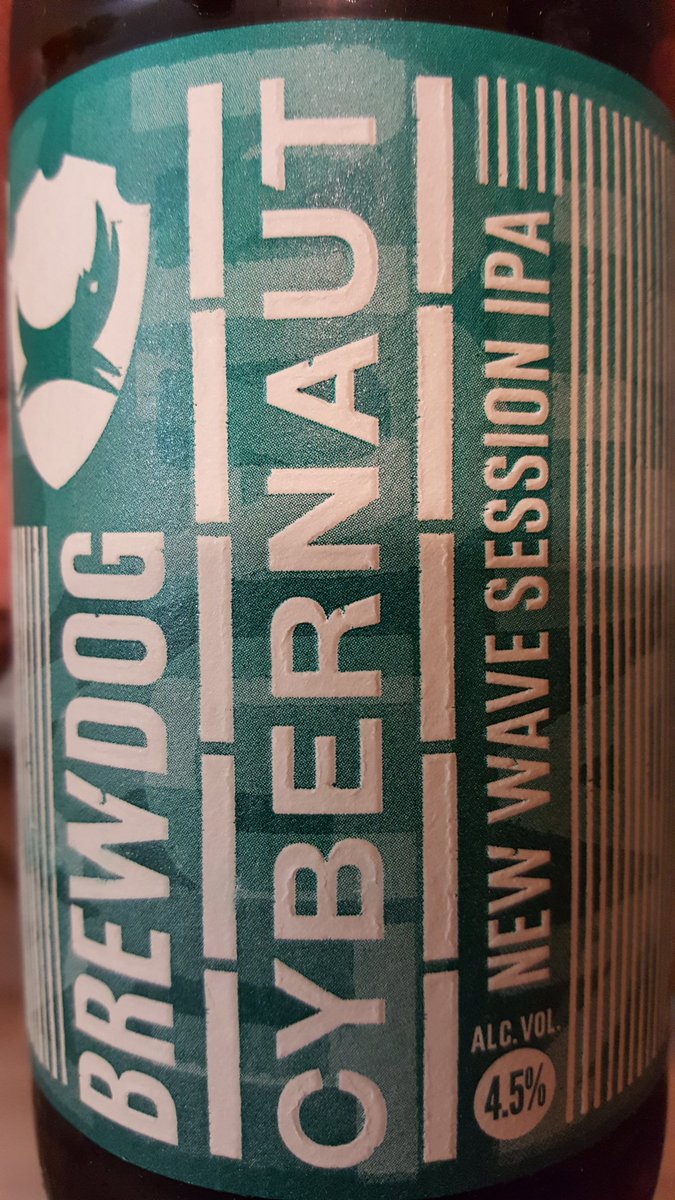 BREWDOG
CYBERNAUT
NEW WAVE SESSION IPA
ALC. VOL.
4.5%